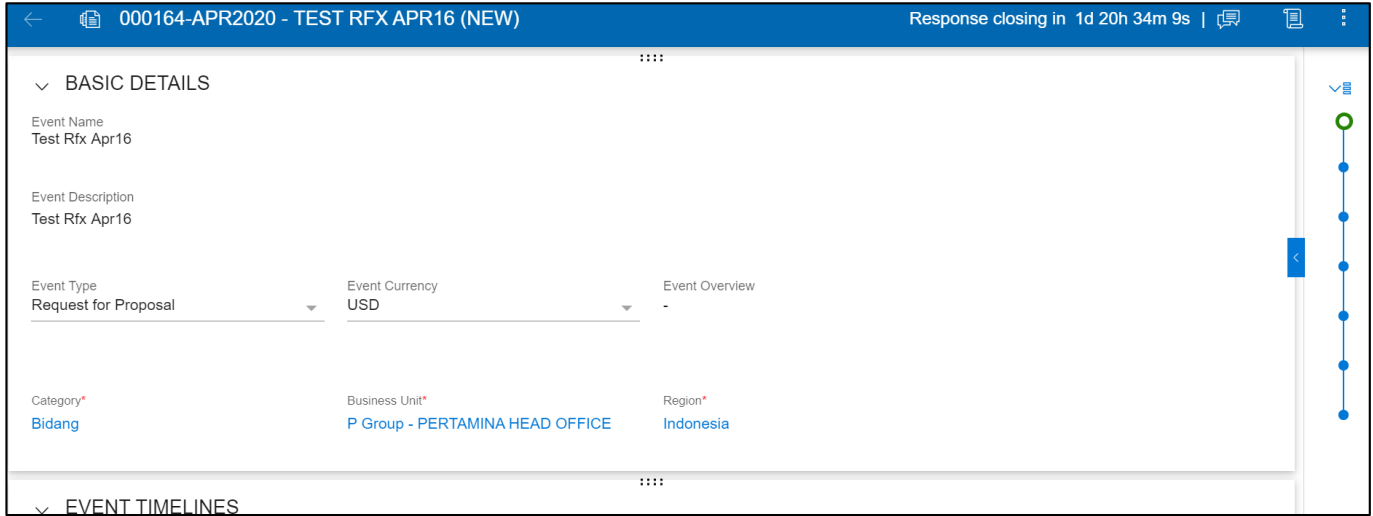 000164-APR2020 - TEST RFX APR16 (NEW)
Response closing in 1d 20h 34m 9s |
BASIC DETAILS
Event Name
Test Rfx Apr16
Event Description
Test Rfx Apr16
Event Type
Request for Proposal
Event Currency
USD
Event Overview
-
Category*
Bidang
Business Unit*
P Group - PERTAMINA HEAD OFFICE
Region*
Indonesia
EVENT TIMELINES